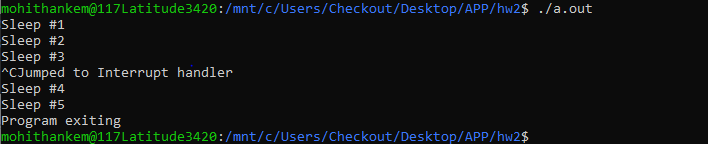 mohithankem@117Latitude3420:/mnt/c/Users/Checkout/Desktop/APP/hw2$ ./a.out
Sleep #1
Sleep #2
Sleep #3
^CJumped to Interrupt handler
Sleep #4
Sleep #5
Program exiting
mohithankem@117Latitude3420:/mnt/c/Users/Checkout/Desktop/APP/hw2$